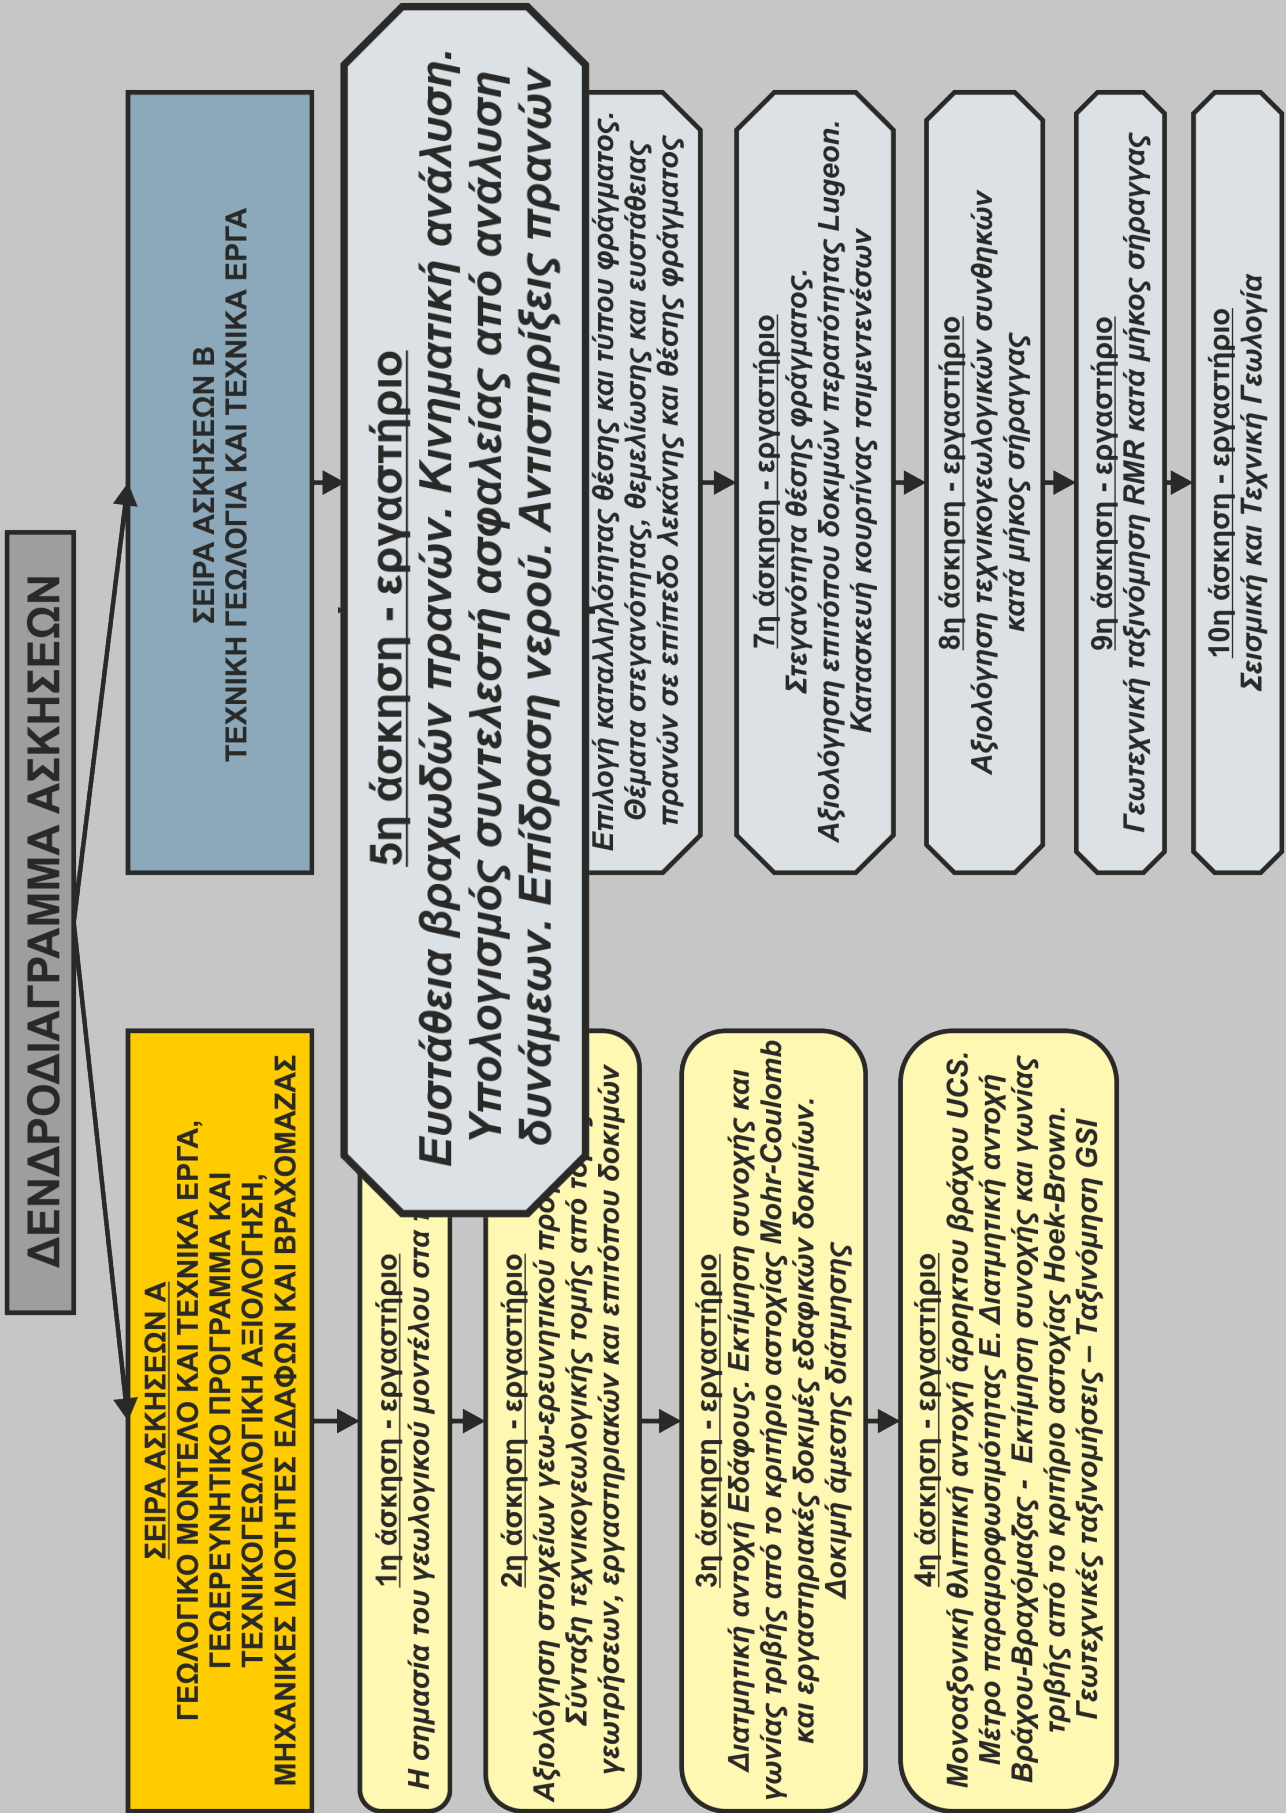 ΔΕΝΔΡΟΔΙΑΓΡΑΜΜΑ ΑΣΚΗΣΕΩΝ
ΣΕΙΡΑ ΑΣΚΗΣΕΩΝ Α
ΓΕΩΛΟΓΙΚΟ ΜΟΝΤΕΛΟ ΚΑΙ ΤΕΧΝΙΚΑ ΕΡΓΑ,
ΓΕΩΕΡΕΥΝΗΤΙΚΟ ΠΡΟΓΡΑΜΜΑ ΚΑΙ
ΤΕΧΝΙΚΟΓΕΩΛΟΓΙΚΗ ΑΞΙΟΛΟΓΗΣΗ,
ΜΗΧΑΝΙΚΕΣ ΙΔΙΟΤΗΤΕΣ ΕΔΑΦΩΝ ΚΑΙ ΒΡΑΧΟΜΑΖΑΣ
1η άσκηση - εργαστήριο
Η σημασία του γεωλογικού μοντέλου στα
2η άσκηση - εργαστήριο
Αξιολόγηση στοιχείων γεω-ερευνητικού
Σύνταξη τεχνικογεωλογικής τομής από
γεωτρήσεων, εργαστηριακών και επιτόπου δοκιμών
3η άσκηση - εργαστήριο
Διατμητική αντοχή Εδάφους. Εκτίμηση συνοχής και
γωνίας τριβής από το κριτήριο αστοχίας Mohr-Coulomb
και εργαστηριακές δοκιμές εδαφικών δοκιμίων.
Δοκιμή άμεσης διάτμησης
4η άσκηση - εργαστήριο
Μονοαξονική θλιπτική αντοχή άρρηκτου βράχου UCS.
Μέτρο παραμορφωσιμότητας Ε. Διατμητική αντοχή
Βράχου-Βραχόμαζας - Εκτίμηση συνοχής και γωνίας
τριβής από το κριτήριο αστοχίας Hoek-Brown.
Γεωτεχνικές ταξινομήσεις – Ταξινόμηση GSI
ΣΕΙΡΑ ΑΣΚΗΣΕΩΝ Β
ΤΕΧΝΙΚΗ ΓΕΩΛΟΓΙΑ ΚΑΙ ΤΕΧΝΙΚΑ ΕΡΓΑ
5η άσκηση - εργαστήριο
Ευστάθεια βραχωδών πρανών. Κινηματική ανάλυση.
Υπολογισμός συντελεστή ασφαλείας από ανάλυση
δυνάμεων. Επίδραση νερού. Αντιστηρίξεις πρανών
Επιλογή καταλληλότητας θέσης και τύπου φράγματος.
Θέματα στεγανότητας, θεμελίωσης και ευστάθειας
πρανών σε επίπεδο λεκάνης και θέσης φράγματος
7η άσκηση - εργαστήριο
Στεγανότητα θέσης φράγματος.
Αξιολόγηση επιτόπου δοκιμών περατότητας Lugeon.
Κατασκευή κουρτίνας τσιμεντενέσων
8η άσκηση - εργαστήριο
Αξιολόγηση τεχνικογεωλογικών συνθηκών
κατά μήκος σήραγγας
9η άσκηση - εργαστήριο
Γεωτεχνική ταξινόμηση RMR κατά μήκος σήραγγας
10η άσκηση - εργαστήριο
Σεισμική και Τεχνική Γεωλογία